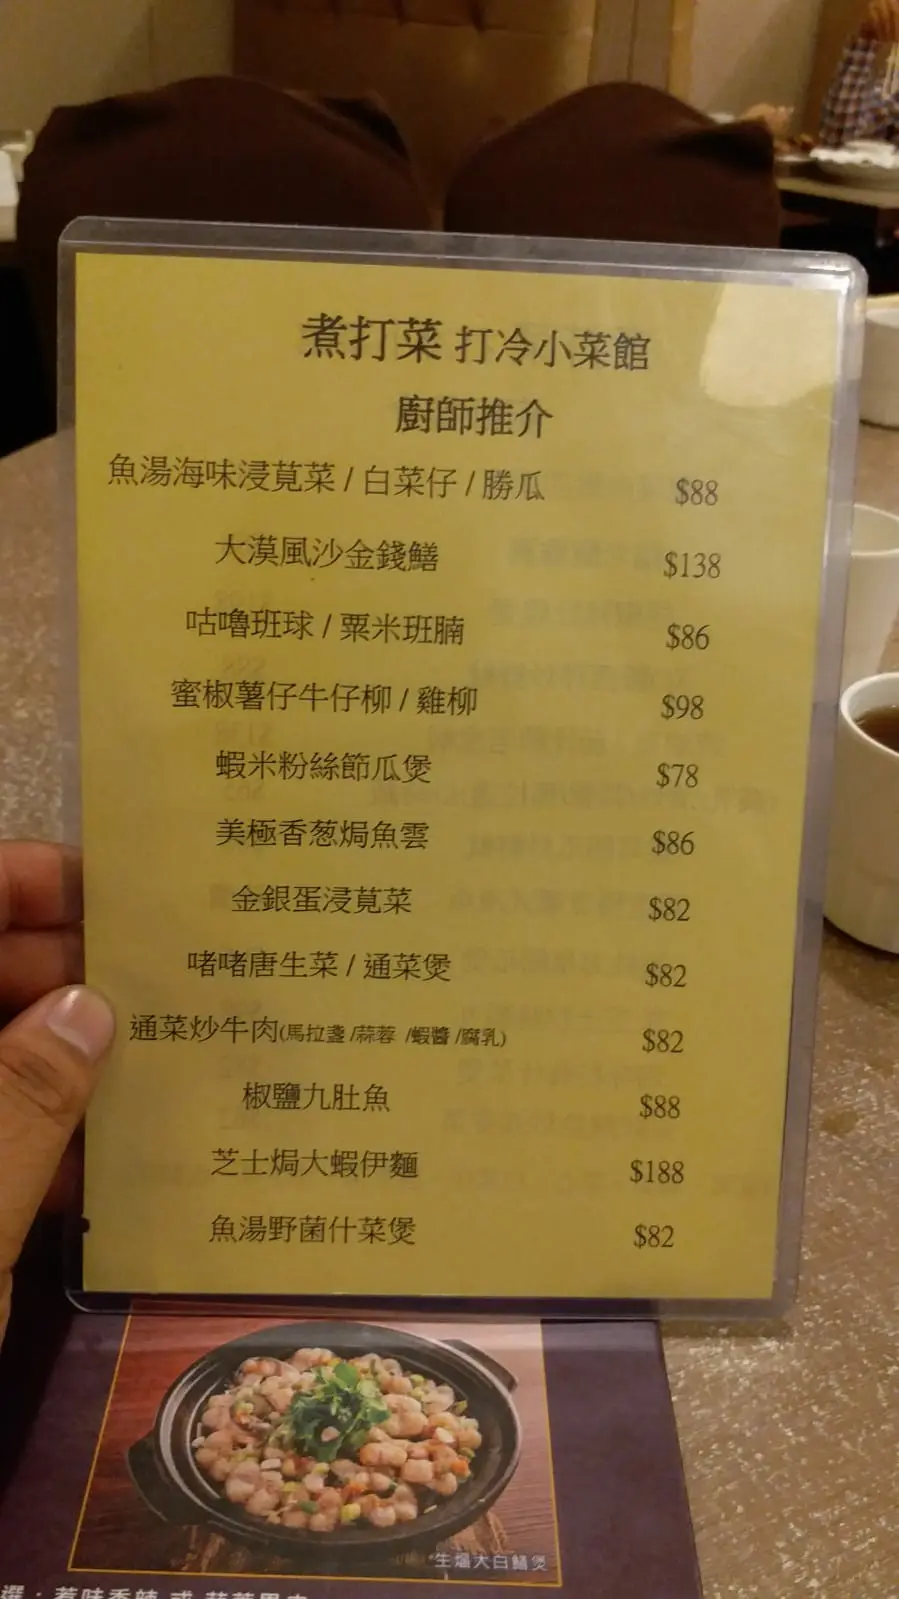 煮打菜 打冷小菜館
廚師推介
魚湯海味浸莧菜 / 白菜仔 / 勝瓜 $88
大漠風沙金錢鱔 $138
咕嚕班球 / 粟米班腩 $86
蜜椒薯仔牛仔柳 / 雞柳 $98
蝦米粉絲節瓜煲 $78
美極香葱焗魚雲 $86
金銀蛋浸莧菜 $82
啫啫唐生菜 / 通菜煲 $82
通菜炒牛肉(馬拉盞 /蒜蓉 /蝦醬 /腐乳) $82
椒鹽九肚魚 $88
芝士焗大蝦伊麵 $188
魚湯野菌什菜煲 $82
生爆大白鱔煲
選：惹味香辣 或